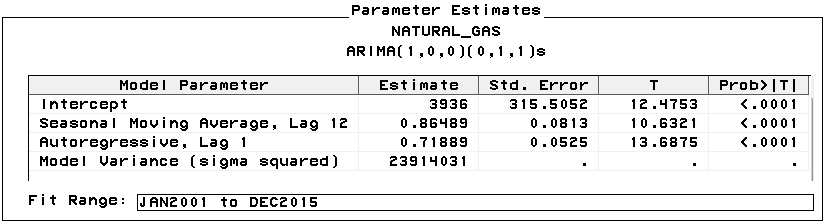 Parameter Estimates
NATURAL_GAS
ARIMA(1,0,0)(0,1,1)s
Model Parameter Estimate Std. Error T Prob>|T|
Intercept 3936 315.5052 12.4753 <.0001
Seasonal Moving Average, Lag 12 0.86489 0.0813 10.6321 <.0001
Autoregressive, Lag 1 0.71889 0.0525 13.6875 <.0001
Model Variance (sigma squared) 23914031 . . .
Fit Range: JAN2001 to DEC2015